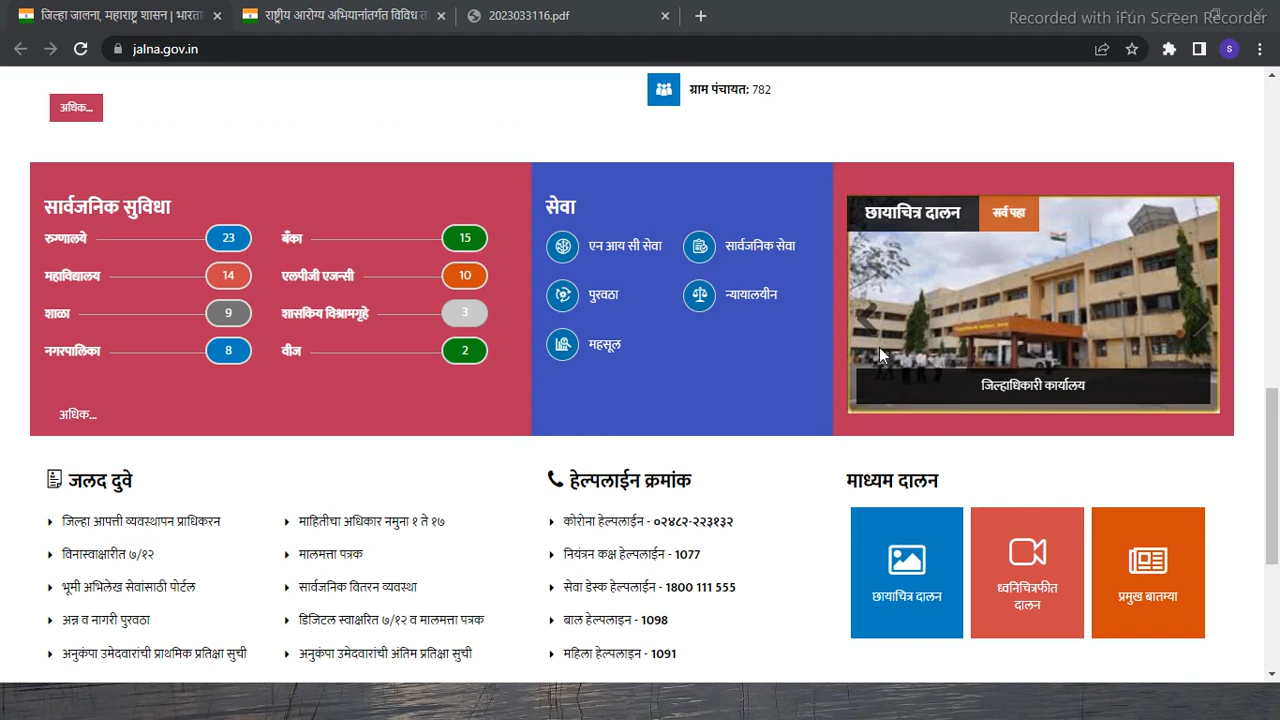 जिल्हा जालना, महाराष्ट्र शासन | भारता
राष्ट्रीय आरोग्य अभियानांतर्गत विविध त
2023033116.pdf
Recorded with iFun Screen Recorder
jalna.gov.in
S
ग्राम पंचायत: 782
अधिक...
सार्वजनिक सुविधा
रुग्णालये 23
बँका 15
महाविद्यालय 14
एलपीजी एजन्सी 10
शाळा 9
शासकिय विश्रामगृहे 3
नगरपालिका 8
वीज 2
अधिक...
सेवा
एन आय सी सेवा
सार्वजनिक सेवा
पुरवठा
न्यायालयीन
महसूल
छायाचित्र दालन
सर्व पहा
जिल्हाधिकारी कार्यालय
जलद दुवे
जिल्हा आपत्ती व्यवस्थापन प्राधिकरन
माहितीचा अधिकार नमुना १ ते १७
विनास्वाक्षारीत ७/१२
मालमत्ता पत्रक
भूमी अभिलेख सेवांसाठी पोर्टल
सार्वजनिक वितरन व्यवस्था
अन्न व नागरी पुरवठा
डिजिटल स्वाक्षरित ७/१२ व मालमत्ता पत्रक
अनुकंपा उमेदवारांची प्राथमिक प्रतिक्षा सुची
अनुकंपा उमेदवारांची अंतिम प्रतिक्षा सुची
हेल्पलाईन क्रमांक
कोरोना हेल्पलाईन - ०२४८२-२२३१३२
नियंत्रन कक्ष हेल्पलाईन - 1077
सेवा डेस्क हेल्पलाईन - 1800 111 555
बाल हेल्पलाइन - 1098
महिला हेल्पलाइन - 1091
माध्यम दालन
छायाचित्र दालन
ध्वनिचित्रफीत
दालन
प्रमुख बातम्या